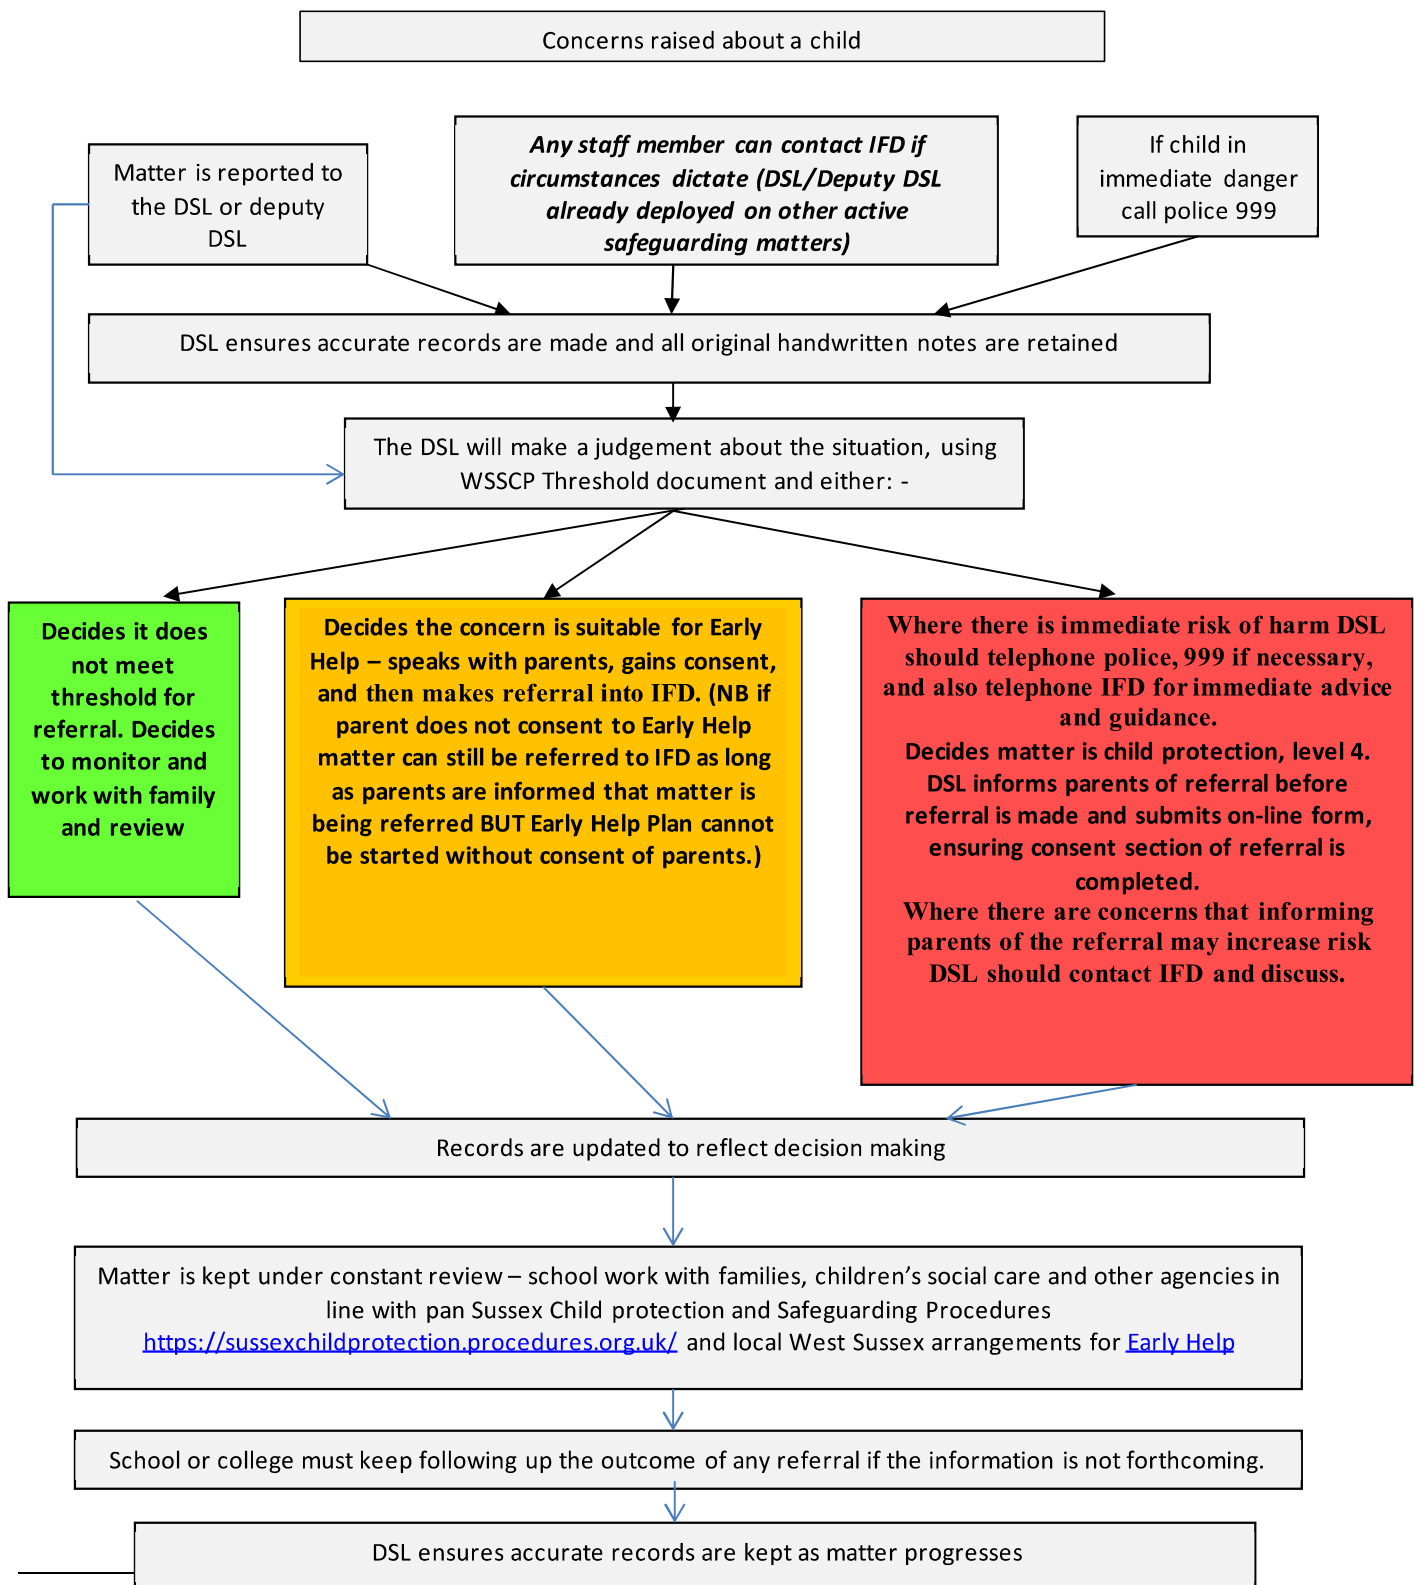 Concerns raised about a child
Matter is reported to
the DSL or deputy
DSL
Any staff member can contact IFD if
circumstances dictate (DSL/Deputy DSL
already deployed on other active
safeguarding matters)
If child in
immediate danger
call police 999
DSL ensures accurate records are made and all original handwritten notes are retained
The DSL will make a judgement about the situation, using
WSSCP Threshold document and either: -
Decides it does
not meet
threshold for
referral. Decides
to monitor and
work with family
and review
Decides the concern is suitable for Early
Help – speaks with parents, gains consent,
and then makes referral into IFD. (NB if
parent does not consent to Early Help
matter can still be referred to IFD as long
as parents are informed that matter is
being referred BUT Early Help Plan cannot
be started without consent of parents.)
Where there is immediate risk of harm DSL
should telephone police, 999 if necessary,
and also telephone IFD for immediate advice
and guidance.
Decides matter is child protection, level 4.
DSL informs parents of referral before
referral is made and submits on-line form,
ensuring consent section of referral is
completed.
Where there are concerns that informing
parents of the referral may increase risk
DSL should contact IFD and discuss.
Records are updated to reflect decision making
Matter is kept under constant review – school work with families, children’s social care and other agencies in
line with pan Sussex Child protection and Safeguarding Procedures
https://sussexchildprotection.procedures.org.uk/ and local West Sussex arrangements for Early Help
School or college must keep following up the outcome of any referral if the information is not forthcoming.
DSL ensures accurate records are kept as matter progresses